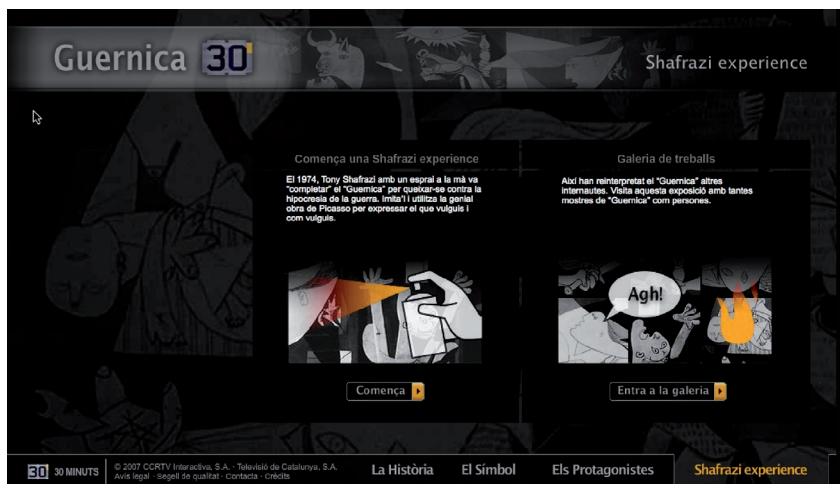 Guernica 30'
Shafrazi experience
Comença una Shafrazi experience
El 1974, Tony Shafrazi amb un esprai a la mà va
"completar" el "Guernica" per queixar-se contra la
hipocresia de la guerra. Imita'l i utilitza la genial
obra de Picasso per expressar el que vulguis i
com vulguis.
Galeria de treballs
Així han reinterpretat el "Guernica" altres
internautes. Visita aquesta exposició amb tantes
mostres de "Guernica" com persones.
Agh!
Comença
Entra a la galeria
30' 30 MINUTS
© 2007 CCRTV Interactiva, S.A. - Televisió de Catalunya, S.A.
Avís legal - Segell de qualitat - Contacta - Crèdits
La Història
El Símbol
Els Protagonistes
Shafrazi experience